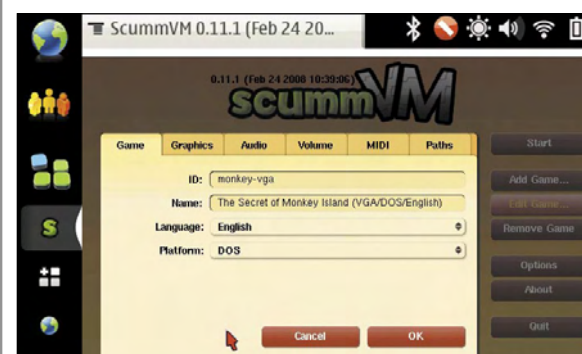 ScummVM 0.11.1 (Feb 24 20...
0.11.1 (Feb 24 2008 10:39:06)
scummVM
Game Graphics Audio Volume MIDI Paths
ID: monkey-vga
Name: The Secret of Monkey Island (VGA/DOS/English)
Language: English
Platform: DOS
Cancel OK
Start
Add Game...
Edit Game...
Remove Game
Options
About
Quit
S